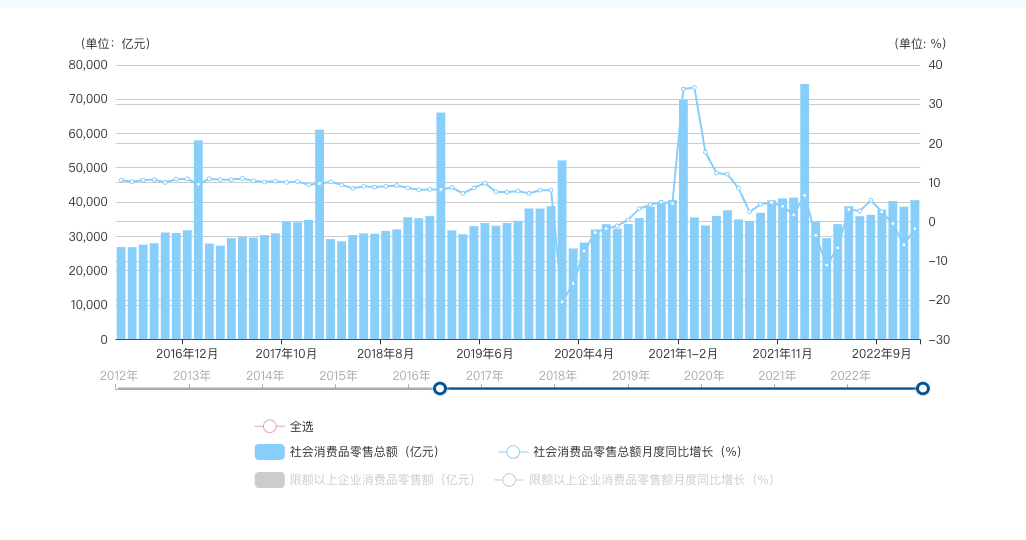 (单位：亿元) (单位: %)
80,000 40
70,000 30
60,000 20
50,000 10
40,000 0
30,000 −10
20,000 −20
10,000
0 −30
2016年12月 2017年10月 2018年8月 2019年6月 2020年4月 2021年1-2月 2021年11月 2022年9月
2012年 2013年 2014年 2015年 2016年 2017年 2018年 2019年 2020年 2021年 2022年
全选
社会消费品零售总额（亿元） 社会消费品零售总额月度同比增长（%）
限额以上企业消费品零售额（亿元） 限额以上企业消费品零售额月度同比增长（%）